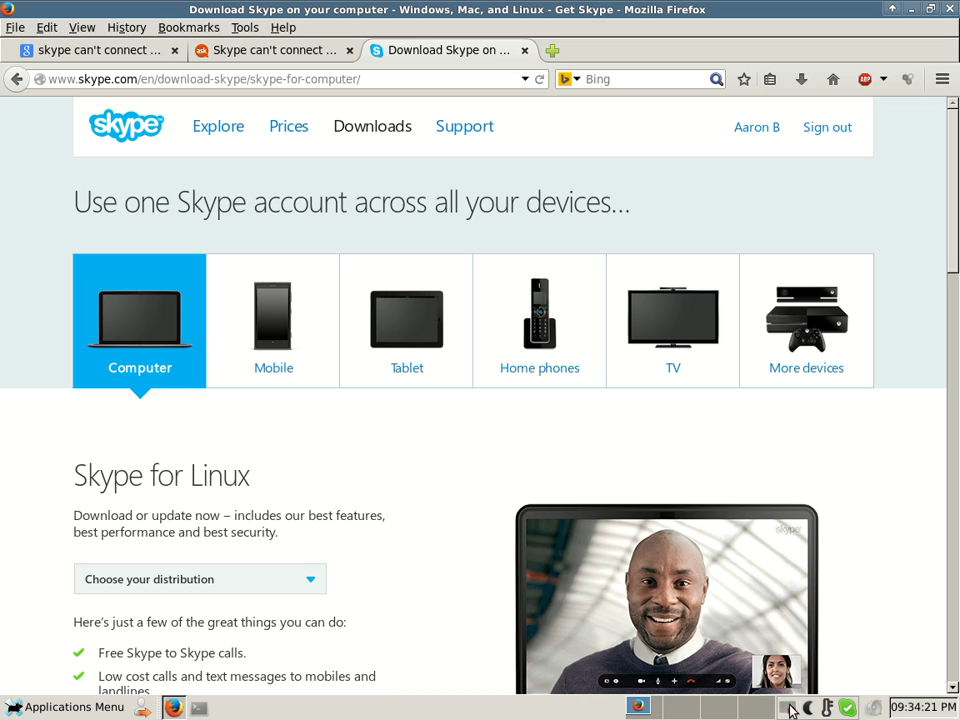 Download Skype on your computer - Windows, Mac, and Linux - Get Skype - Mozilla Firefox
File Edit View History Bookmarks Tools Help
skype can't connect ... Skype can't connect ... Download Skype on ...
www.skype.com/en/download-skype/skype-for-computer/ Bing
skype Explore Prices Downloads Support Aaron B Sign out
Use one Skype account across all your devices...
Computer Mobile Tablet Home phones TV More devices
Skype for Linux
Download or update now – includes our best features,
best performance and best security.
Choose your distribution
Here's just a few of the great things you can do:
Free Skype to Skype calls.
Low cost calls and text messages to mobiles and
landlines
skype
Applications Menu 09:34:21 PM